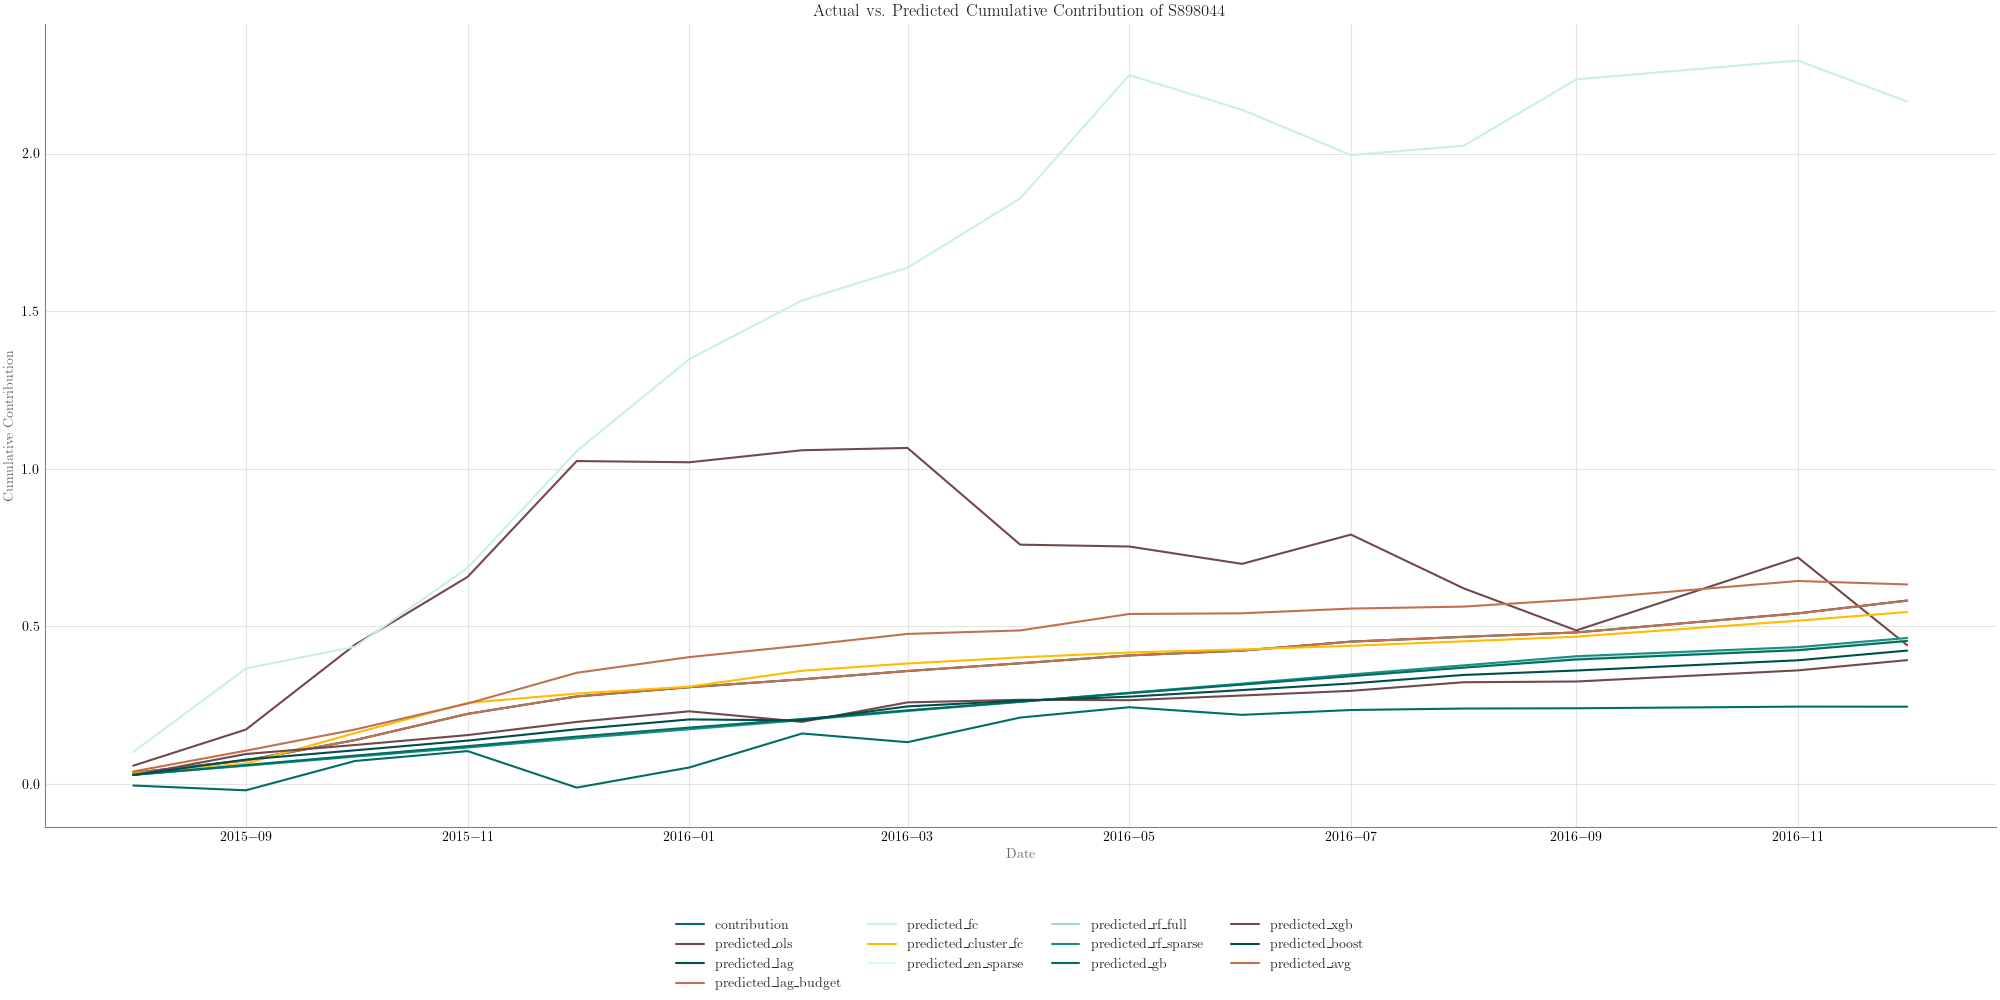 Actual vs. Predicted Cumulative Contribution of S898044
Cumulative Contribution
2.0
1.5
1.0
0.5
0.0
2015−09 2015−11 2016−01 2016−03 2016−05 2016−07 2016−09 2016−11
Date
contribution predicted_fc predicted_rf_full predicted_xgb
predicted_ols predicted_cluster_fc predicted_rf_sparse predicted_boost
predicted_lag predicted_en_sparse predicted_gb predicted_avg
predicted_lag_budget